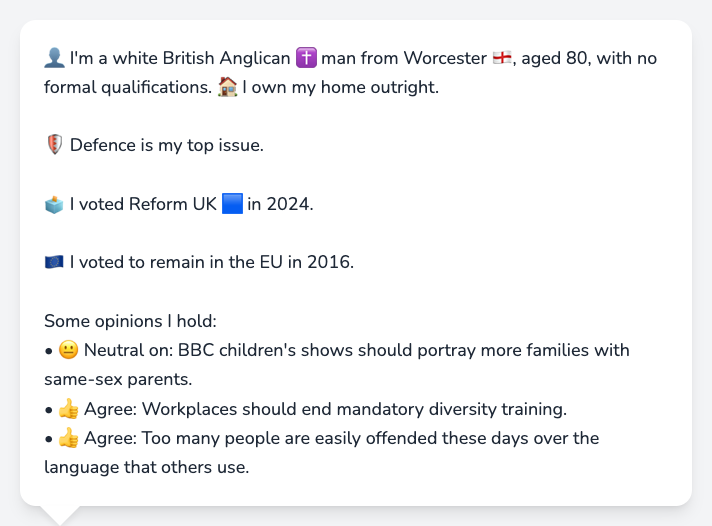 👤 I'm a white British Anglican ✝️ man from Worcester 🏴󠁧󠁢󠁥󠁮󠁧󠁿, aged 80, with no
formal qualifications. 🏠 I own my home outright.
🛡️ Defence is my top issue.
🗳️ I voted Reform UK 🟦 in 2024.
🇪🇺 I voted to remain in the EU in 2016.
Some opinions I hold:
• 😐 Neutral on: BBC children's shows should portray more families with
same-sex parents.
• 👍 Agree: Workplaces should end mandatory diversity training.
• 👍 Agree: Too many people are easily offended these days over the
language that others use.